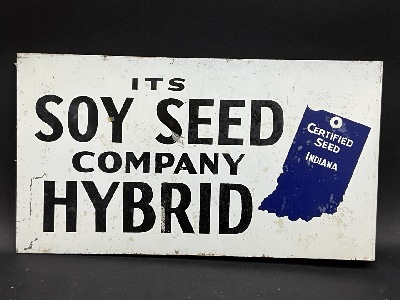 ITS
SOY SEED
COMPANY
HYBRID
CERTIFIED
SEED
INDIANA